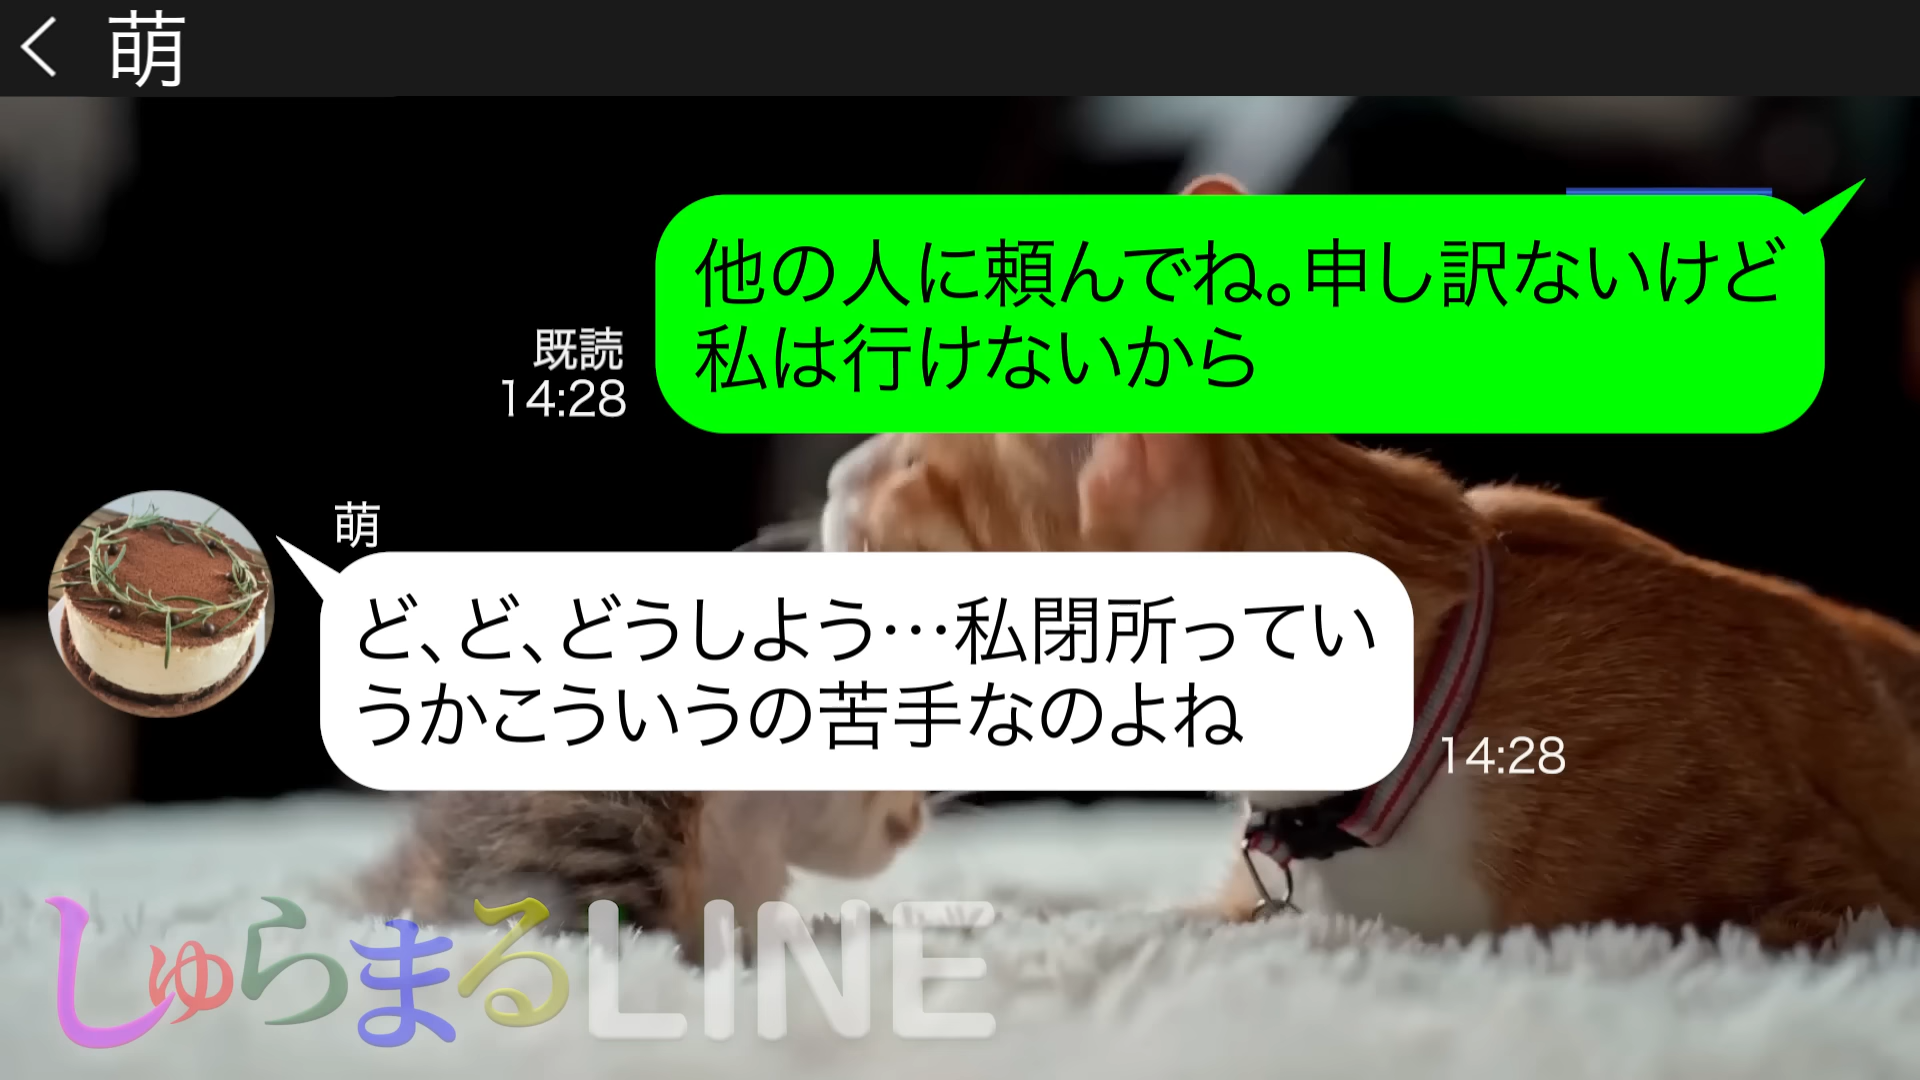 萌
他の人に頼んでね。申し訳ないけど
私は行けないから
既読
14:28
萌
ど、ど、どうしよう…私閉所ってい
うかこういうの苦手なのよね
14:28
しゅらまるLINE